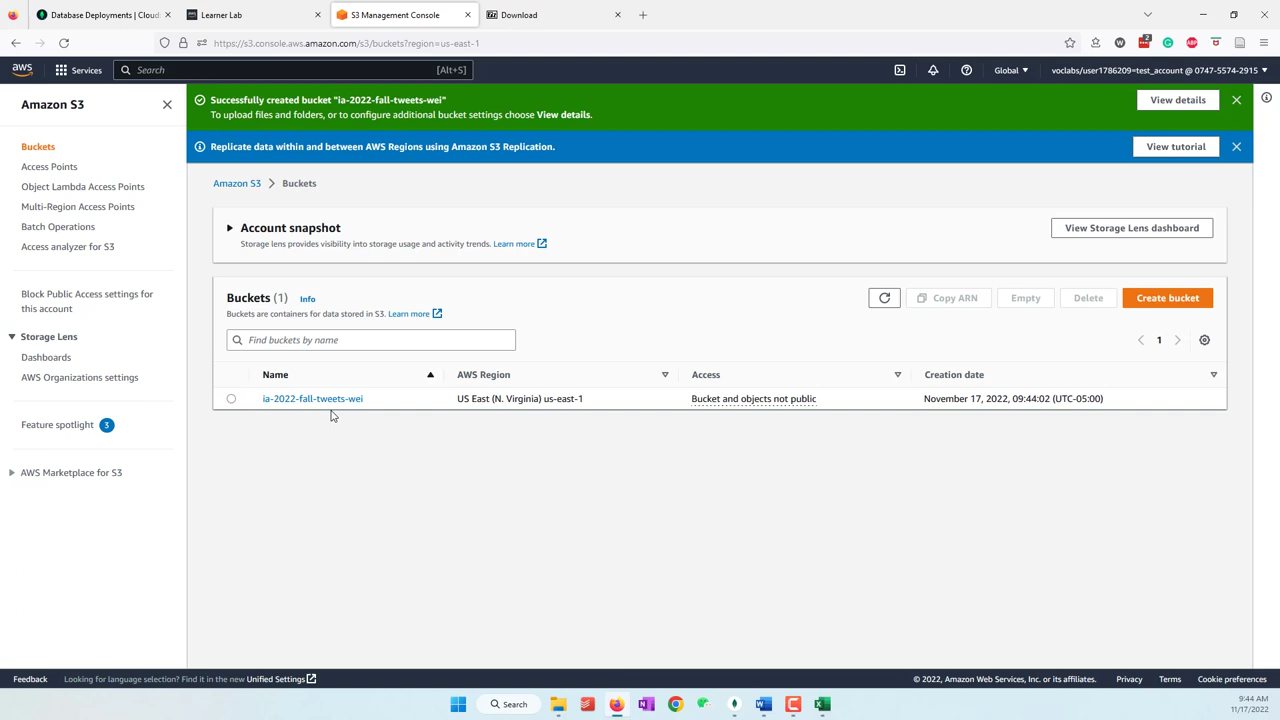 Database Deployments | Cloud:
Learner Lab
S3 Management Console
Download
https://s3.console.aws.amazon.com/s3/buckets?region=us-east-1
2
ABP
aws
Services
Search
[Alt+S]
Global
voclabs/user1786209=test_account @ 0747-5574-2915
Amazon S3
Buckets
Access Points
Object Lambda Access Points
Multi-Region Access Points
Batch Operations
Access analyzer for S3
Block Public Access settings for
this account
Storage Lens
Dashboards
AWS Organizations settings
Feature spotlight 3
AWS Marketplace for S3
Successfully created bucket "ia-2022-fall-tweets-wei"
To upload files and folders, or to configure additional bucket settings choose View details.
View details
Replicate data within and between AWS Regions using Amazon S3 Replication.
View tutorial
Amazon S3 > Buckets
Account snapshot
Storage lens provides visibility into storage usage and activity trends. Learn more
View Storage Lens dashboard
Buckets (1) Info
Buckets are containers for data stored in S3. Learn more
Copy ARN
Empty
Delete
Create bucket
Find buckets by name
1
Name AWS Region Access Creation date
ia-2022-fall-tweets-wei US East (N. Virginia) us-east-1 Bucket and objects not public November 17, 2022, 09:44:02 (UTC-05:00)
Feedback
Looking for language selection? Find it in the new Unified Settings
© 2022, Amazon Web Services, Inc. or its affiliates.
Privacy
Terms
Cookie preferences
Search
9:44 AM
11/17/2022